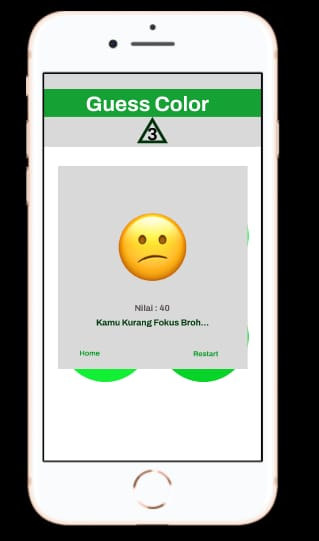 Guess Color
3
Nilai : 40
Kamu Kurang Fokus Broh...
Home
Restart